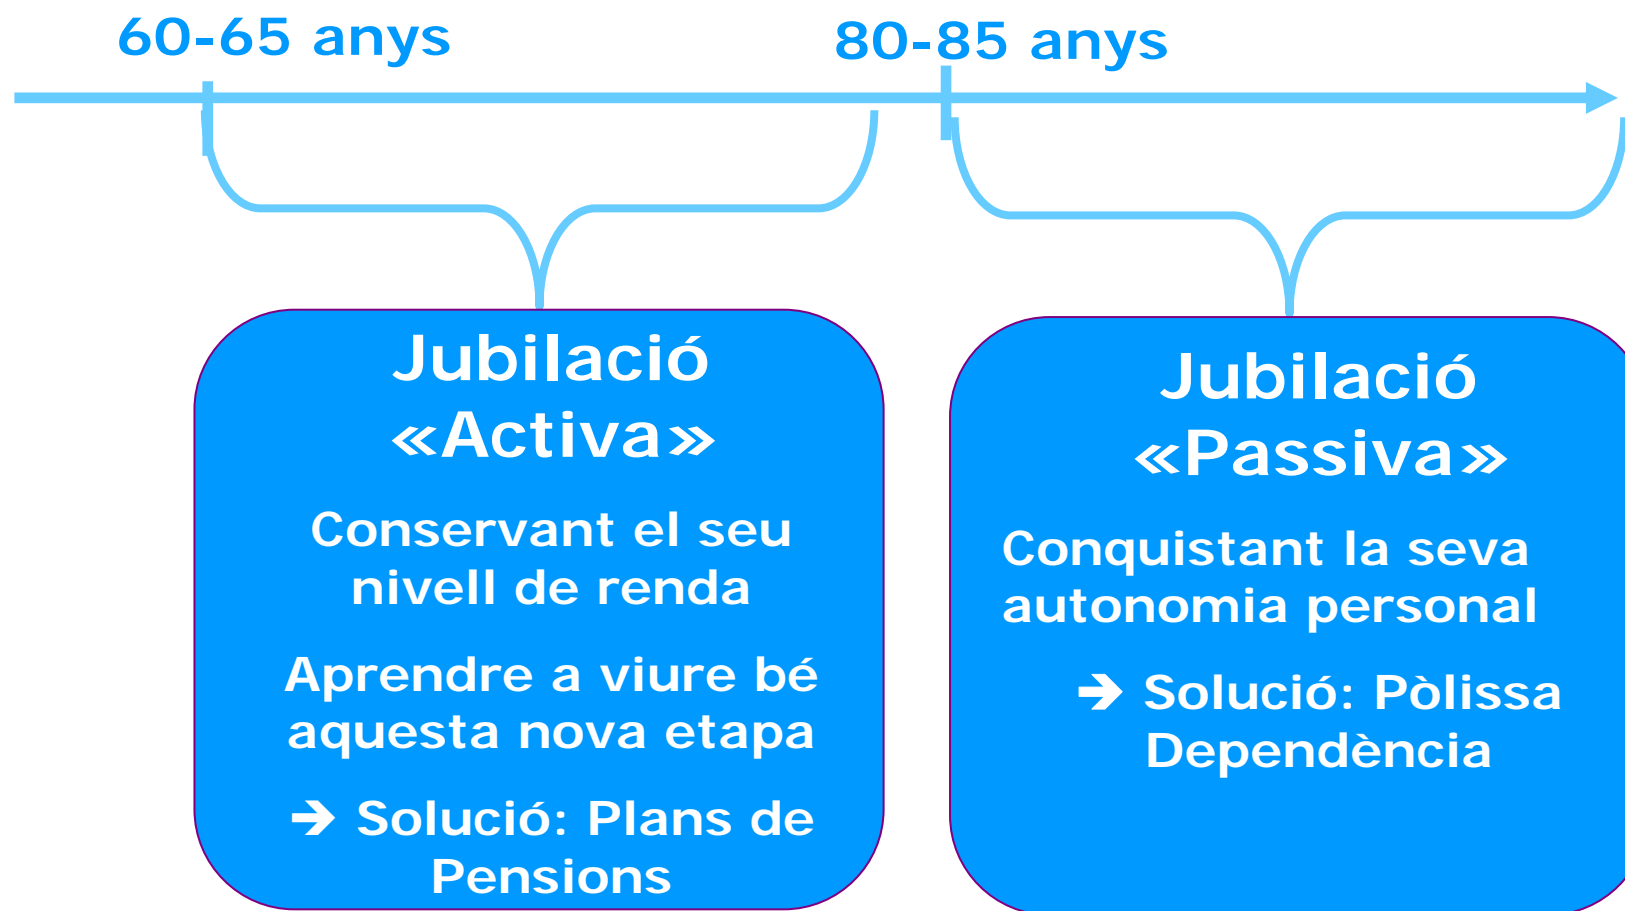 60-65 anys
80-85 anys
Jubilació
«Activa»
Conservant el seu
nivell de renda
Aprendre a viure bé
aquesta nova etapa
➔ Solució: Plans de
Pensions
Jubilació
«Passiva»
Conquistant la seva
autonomia personal
➔ Solució: Pòlissa
Dependència